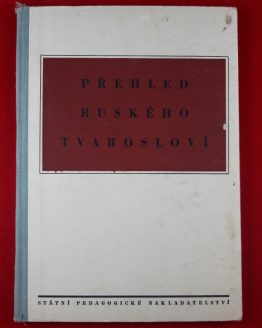 PŘEHLED
RUSKÉHO
TVAROSLOVÍ
STÁTNÍ PEDAGOGICKÉ NAKLADATELSTVÍ